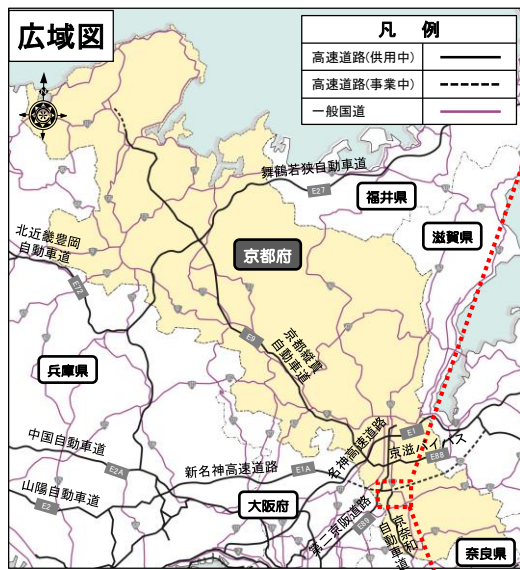 広域図
凡 例
高速道路(供用中)
高速道路(事業中)
一般国道
N
舞鶴若狭自動車道
E27
福井県
滋賀県
北近畿豊岡
自動車道
京都府
E72
E9
京都縦貫
自動車道
兵庫県
中国自動車道
E2A
新名神高速道路
E1A
名神高速道路
E1
京滋バイパス
E88
山陽自動車道
E2
大阪府
第二京阪道路
E89
京奈和
自動車道
奈良県